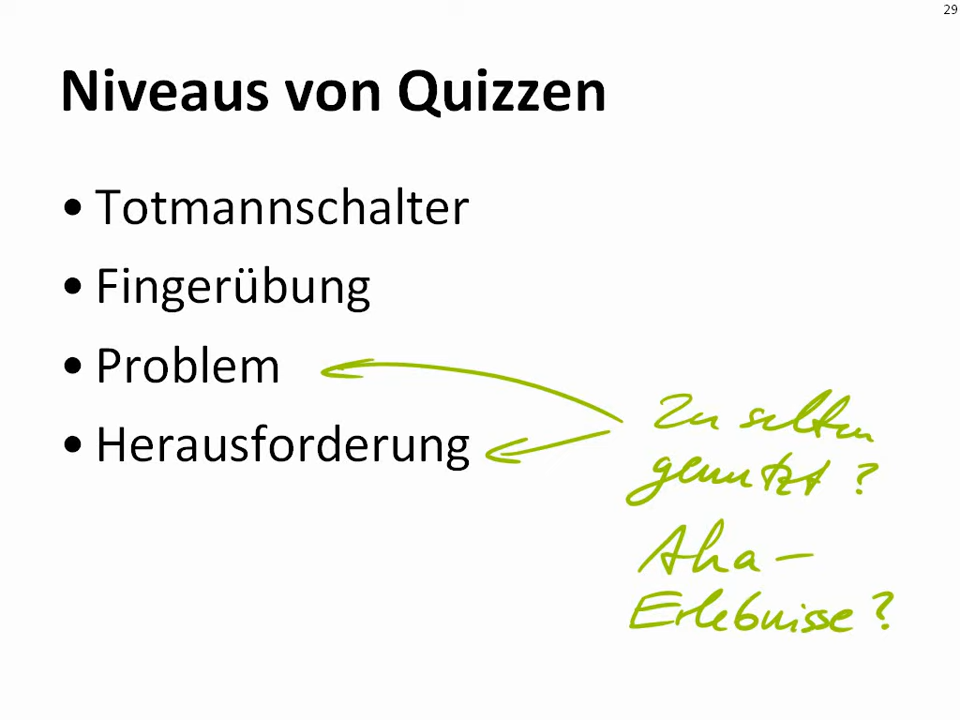 29
Niveaus von Quizzen
• Totmannschalter
• Fingerübung
• Problem
• Herausforderung
Zu selten
genutzt?
Aha-
Erlebnisse?